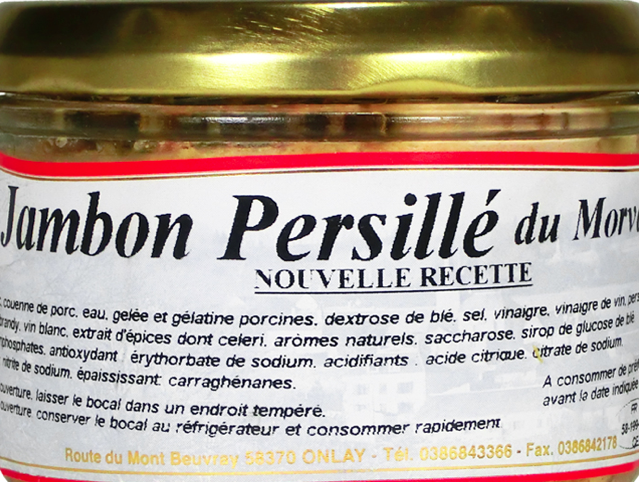 Jambon Persillé du Morv
NOUVELLE RECETTE
, couenne de porc, eau, gelée et gélatine porcines, dextrose de blé, sel, vinaigre, vinaigre de vin, per
brandy, vin blanc, extrait d'épices dont celeri, arômes naturels, saccharose, sirop de glucose de blé
phosphates, antioxydant : érythorbate de sodium, acidifiants : acide citrique, citrate de sodium,
nitrite de sodium, épaississant: carraghénanes.
A consommer de
avant la date indiquée
ouverture, laisser le bocal dans un endroit tempéré.
ouverture, conserver le bocal au réfrigérateur et consommer rapidement
58-1994
Route du Mont Beuvray 58370 ONLAY - Tél. 0386843366 - Fax. 0386842178